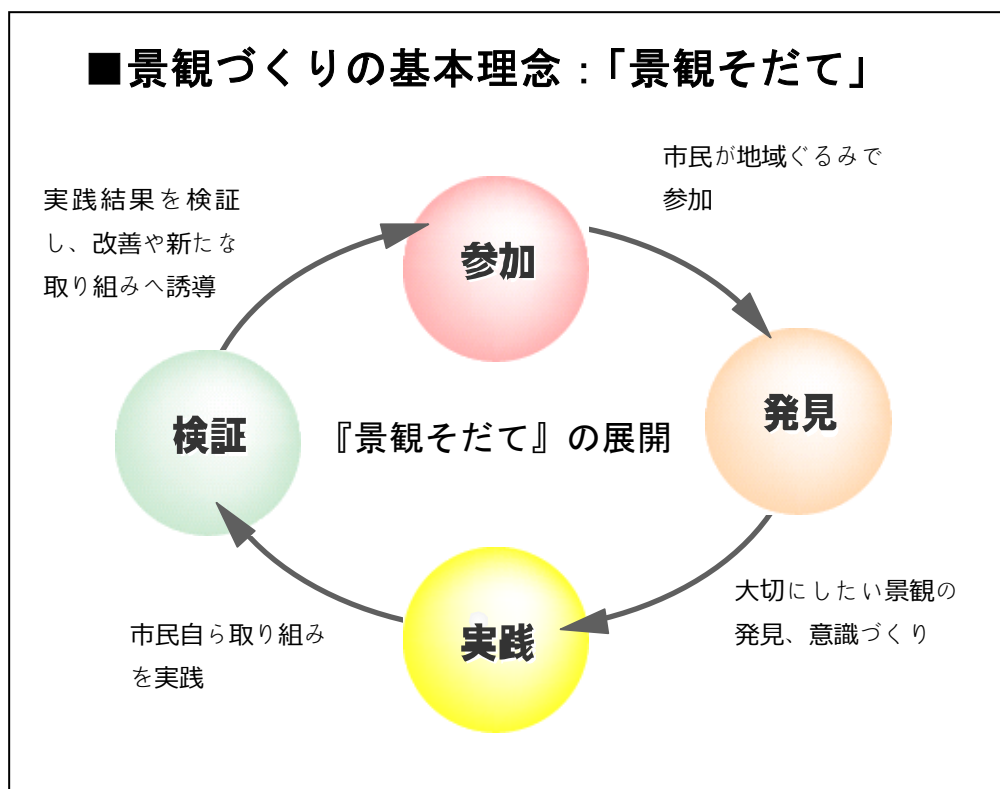 ■景観づくりの基本理念：「景観そだて」
市民が地域ぐるみで
参加
実践結果を検証
し、改善や新たな
取り組みへ誘導
参加
発見
検証
『景観そだて』の展開
大切にしたい景観の
発見、意識づくり
市民自ら取り組み
を実践
実践